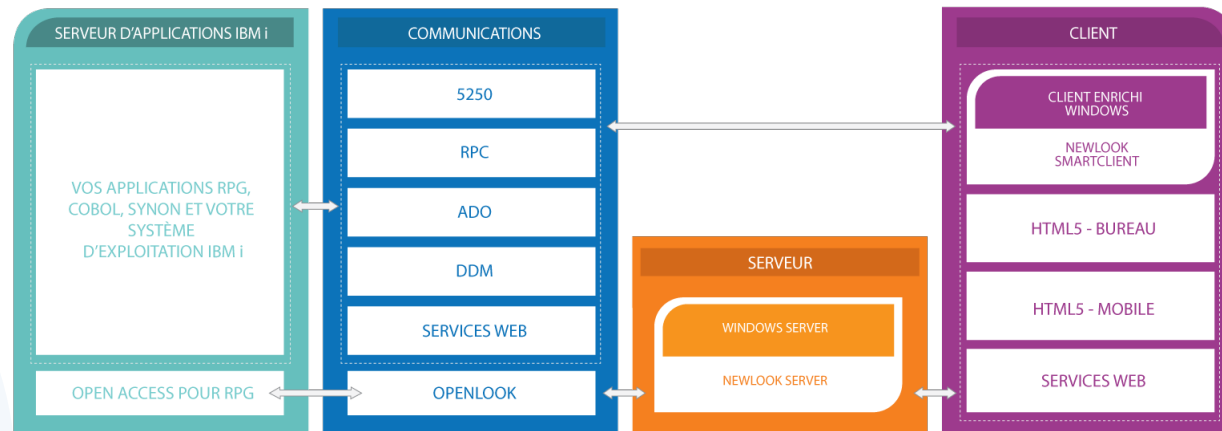 SERVEUR D'APPLICATIONS IBM i
VOS APPLICATIONS RPG,
COBOL, SYNON ET VOTRE
SYSTÈME
D'EXPLOITATION IBM i
OPEN ACCESS POUR RPG
COMMUNICATIONS
5250
RPC
ADO
DDM
SERVICES WEB
OPENLOOK
SERVEUR
WINDOWS SERVER
NEWLOOK SERVER
CLIENT
CLIENT ENRICHI
WINDOWS
NEWLOOK
SMARTCLIENT
HTML5 - BUREAU
HTML5 - MOBILE
SERVICES WEB